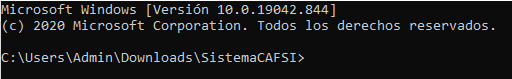 Microsoft Windows [Versión 10.0.19042.844]
(c) 2020 Microsoft Corporation. Todos los derechos reservados.
C:\Users\Admin\Downloads\SistemaCAFSI>